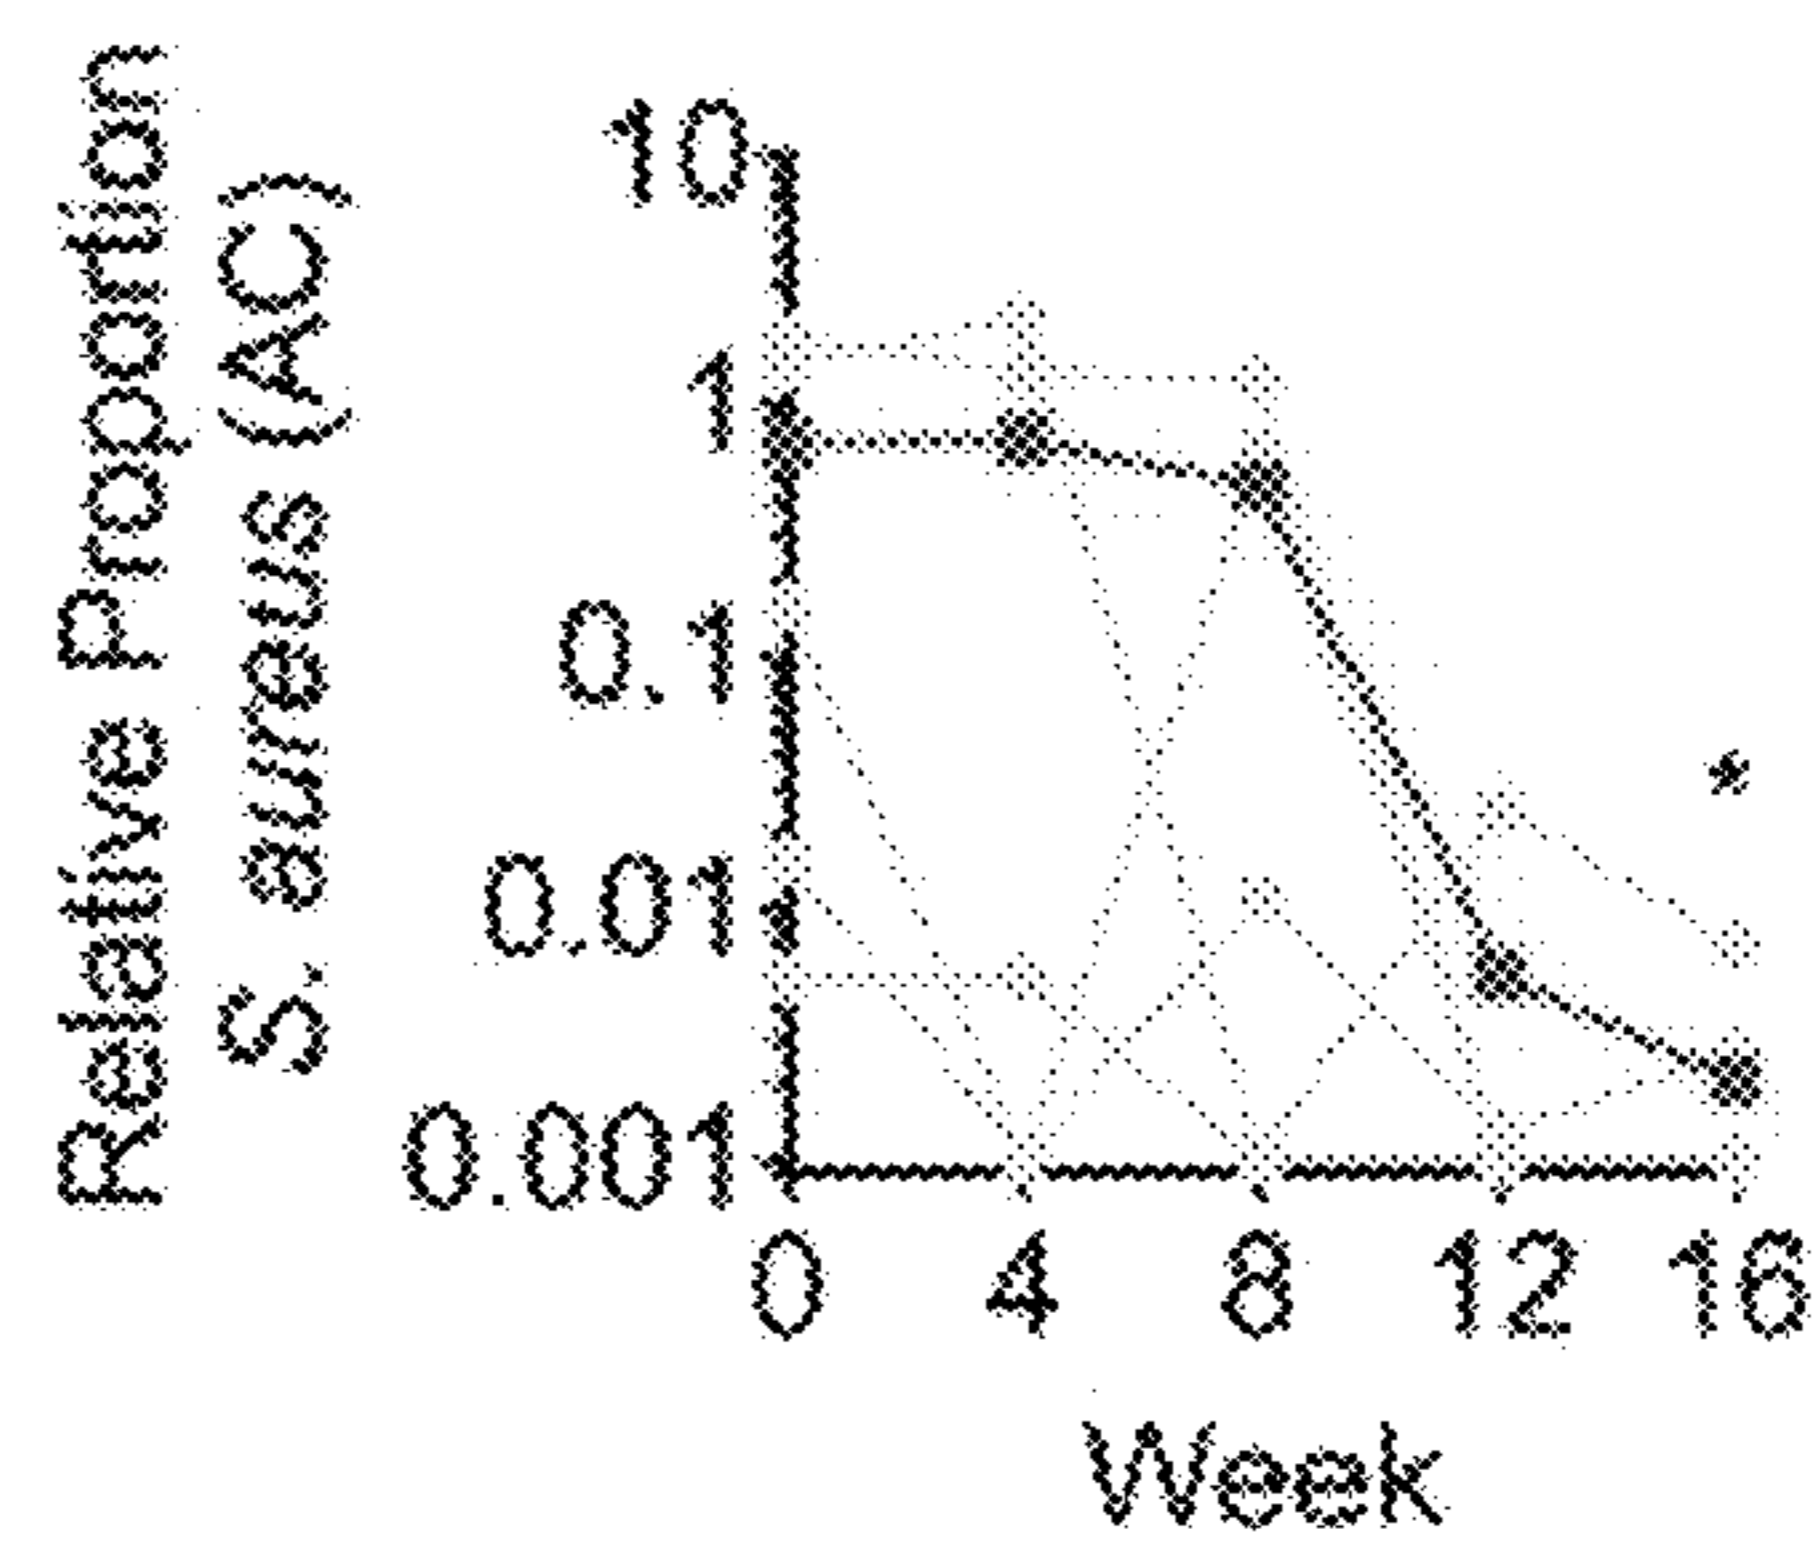 Relative Proportion
S. aureus (AC)
10
1
0.1
0.01
0.001
*
0 4 8 12 16
Week